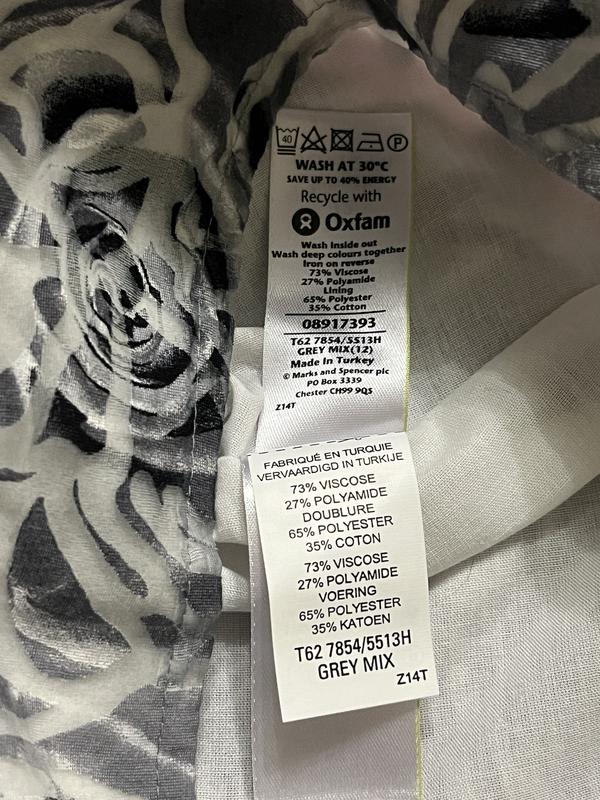 40 P
WASH AT 30°C
SAVE UP TO 40% ENERGY
Recycle with
Oxfam
Wash inside out
Wash deep colours together
Iron on reverse
73% Viscose
27% Polyamide
Lining
65% Polyester
35% Cotton
08917393
T62 7854/5513H
GREY MIX(12)
Made in Turkey
© Marks and Spencer plc
PO Box 3339
Chester CH99 9QS
Z14T
FABRIQUÉ EN TURQUIE
VERVAARDIGD IN TURKIJE
73% VISCOSE
27% POLYAMIDE
DOUBLURE
65% POLYESTER
35% COTON
73% VISCOSE
27% POLYAMIDE
VOERING
65% POLYESTER
35% KATOEN
T62 7854/5513H
GREY MIX
Z14T